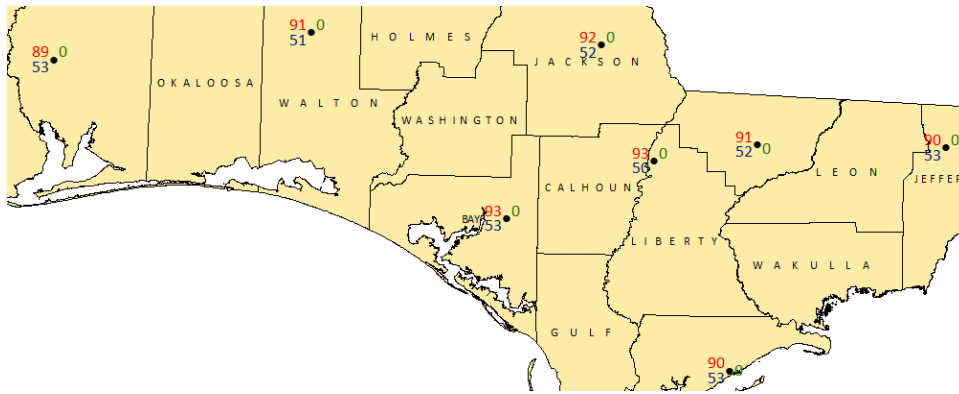 91 0
51
HOLMES
92 0
52
JACKSON
89 0
53
OKALOOSA
WALTON
WASHINGTON
91
52 0
90 0
53
LEON
JEFFER
93 0
CALHOUN
93 0
53
BAY
LIBERTY
WAKULLA
GULF
90
53 0